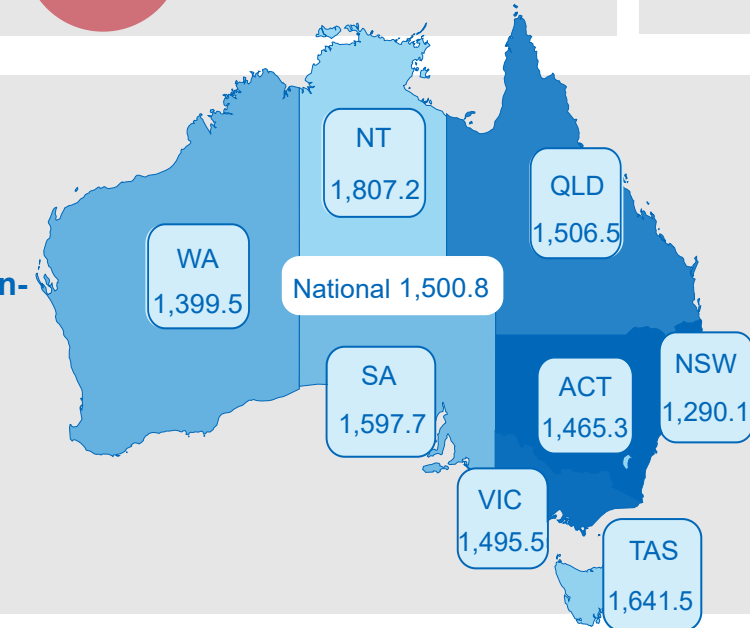 NT
1,807.2
QLD
1,506.5
WA
1,399.5
n-
National 1,500.8
SA
1,597.7
ACT
1,465.3
NSW
1,290.1
VIC
1,495.5
TAS
1,641.5